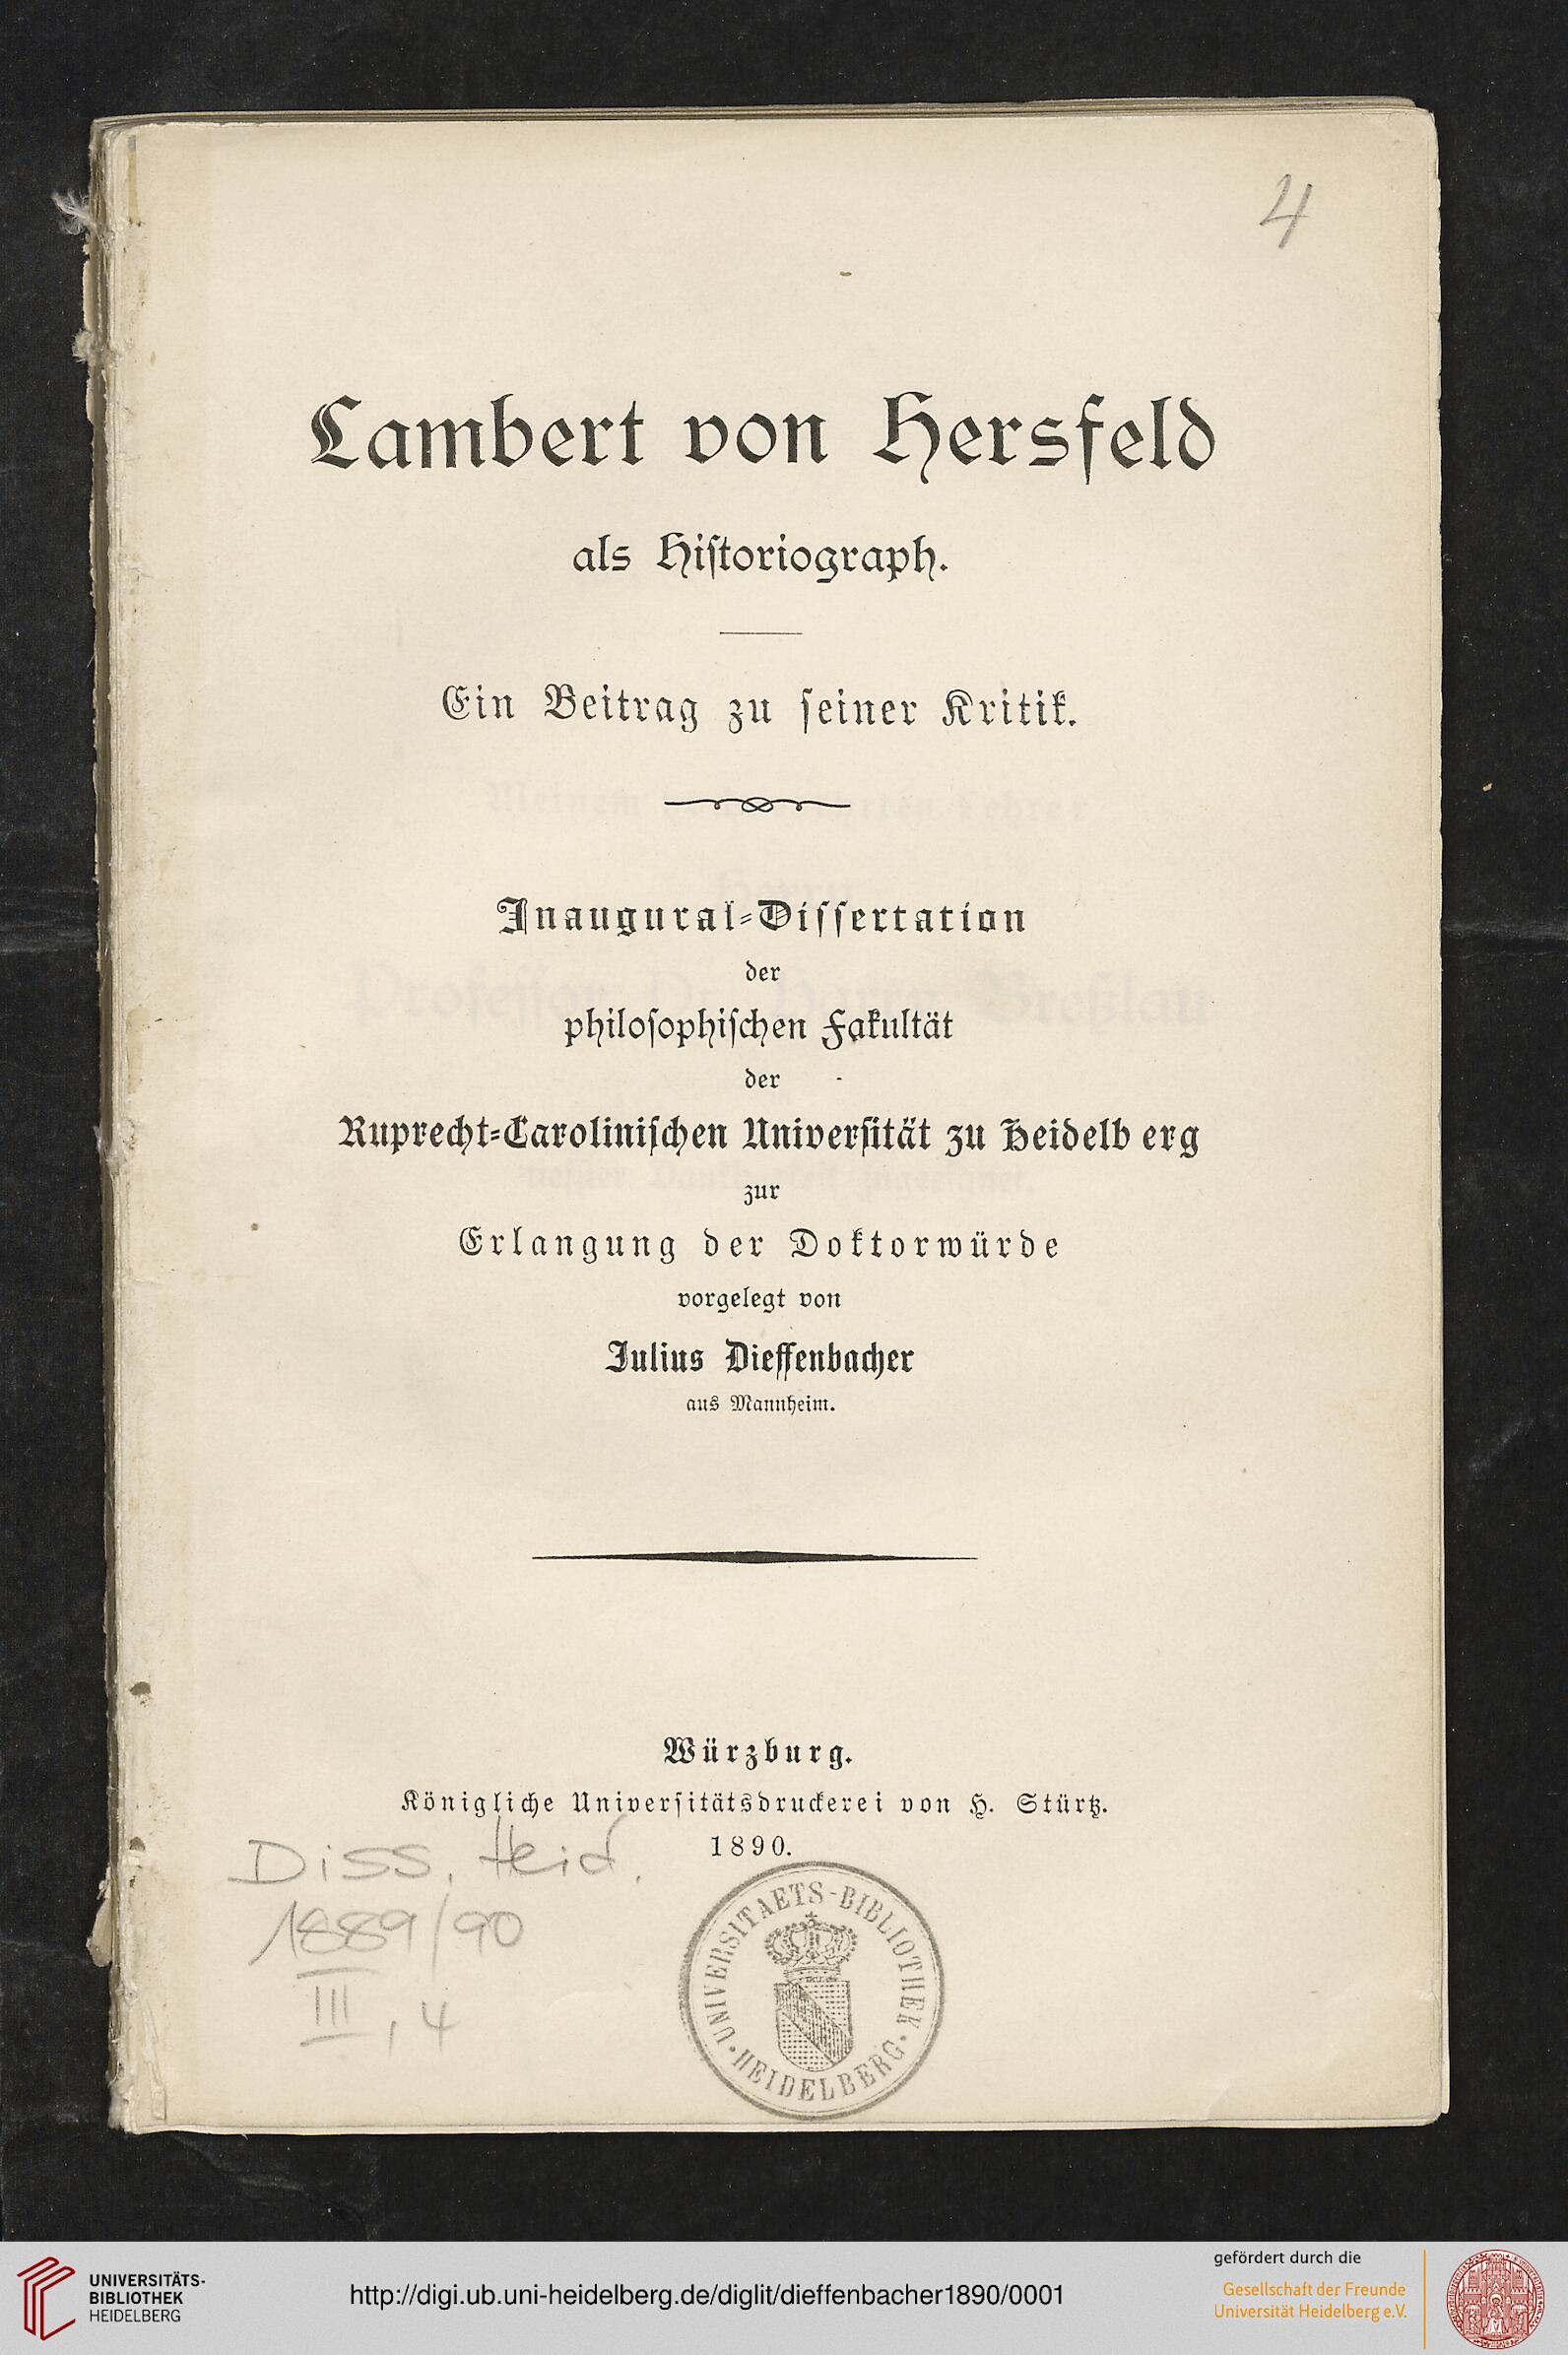 4
Lambert von Hersfeld
als Hiſtoriograph.
Ein Beitrag zu ſeiner Kritik.
Inaugural-Diſſertation
der
philoſophiſchen Fakultät
der
Ruprecht-Caroliniſchen Univerſität zu Heidelb erg
zur
Erlangung der Doktorwürde
vorgelegt von
Julius Dieffenbacher
aus Mannheim.
Würzburg.
Königliche Univerſitätsdruckerei von H. Stürtz.
1890.
Diss. Heid.
1889/90
III, 4
UNIVERSITAETS-BIBLIOTHEK · HEIDELBERG ·
UNIVERSITÄTS-
BIBLIOTHEK
HEIDELBERG
http://digi.ub.uni-heidelberg.de/diglit/dieffenbacher1890/0001
gefördert durch die
Gesellschaft der Freunde
Universität Heidelberg e.V.